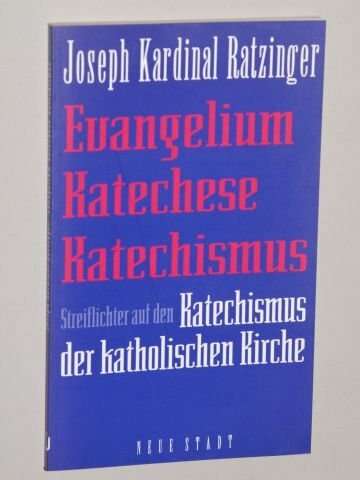 Joseph Kardinal Ratzinger
Evangelium
Katechese
Katechismus
Streiflichter auf den Katechismus
der katholischen Kirche
J
NEUE STADT